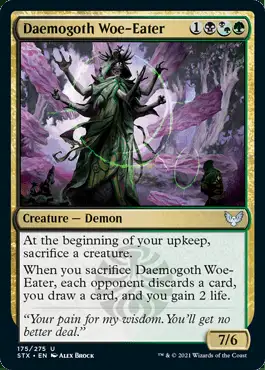 Daemogoth Woe-Eater 1
Creature — Demon
At the beginning of your upkeep,
sacrifice a creature.
When you sacrifice Daemogoth Woe-
Eater, each opponent discards a card,
you draw a card, and you gain 2 life.
“Your pain for my wisdom. You’ll get no
better deal.”
7/6
175/275 U
STX • EN ALEX BROCK
™ & © 2021 Wizards of the Coast